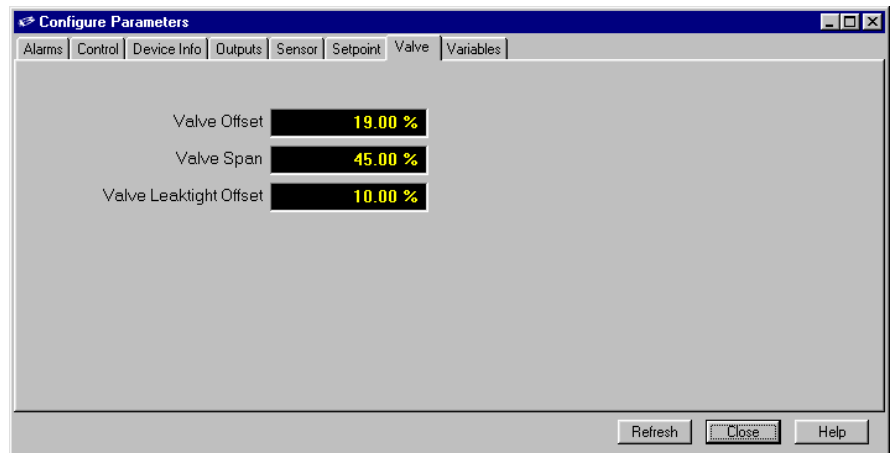 Configure Parameters
Alarms Control Device Info Outputs Sensor Setpoint Valve Variables
Valve Offset 19.00 %
Valve Span 45.00 %
Valve Leaktight Offset 10.00 %
Refresh Close Help